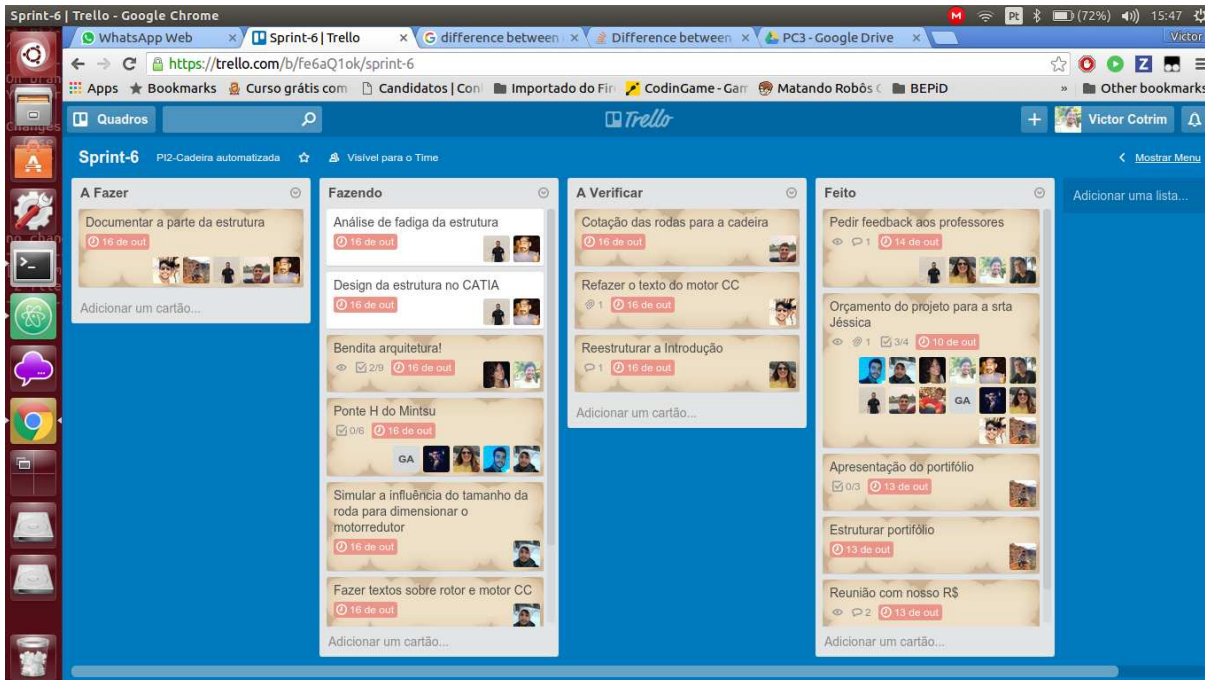 Sprint-6 | Trello - Google Chrome
M
Pt
(72%)
15:47
WhatsApp Web
Sprint-6 | Trello
difference between
Difference between
PC3 - Google Drive
Victor
https://trello.com/b/fe6aQ1ok/sprint-6
Apps
Bookmarks
Curso grátis com
Candidatos | Con
Importado do Fir
CodinGame - Gam
Matando Robôs
BEPiD
»
Other bookmarks
Quadros
Trello
Victor Cotrim
Sprint-6
PI2-Cadeira automatizada
Visível para o Time
Mostrar Menu
A Fazer
Documentar a parte da estrutura
16 de out
Adicionar um cartão...
Fazendo
Análise de fadiga da estrutura
16 de out
Design da estrutura no CATIA
16 de out
Bendita arquitetura!
2/9 16 de out
Ponte H do Mintsu
0/6 16 de out
GA
Simular a influência do tamanho da
roda para dimensionar o
motorredutor
16 de out
Fazer textos sobre rotor e motor CC
16 de out
Adicionar um cartão...
A Verificar
Cotação das rodas para a cadeira
16 de out
Refazer o texto do motor CC
1 16 de out
Reestruturar a Introdução
1 16 de out
Adicionar um cartão...
Feito
Pedir feedback aos professores
1 14 de out
Orçamento do projeto para a srta
Jéssica
1 3/4 10 de out
GA
Apresentação do portifólio
0/3 13 de out
Estruturar portifólio
13 de out
Reunião com nosso R$
2 13 de out
Adicionar um cartão...
Adicionar uma lista...